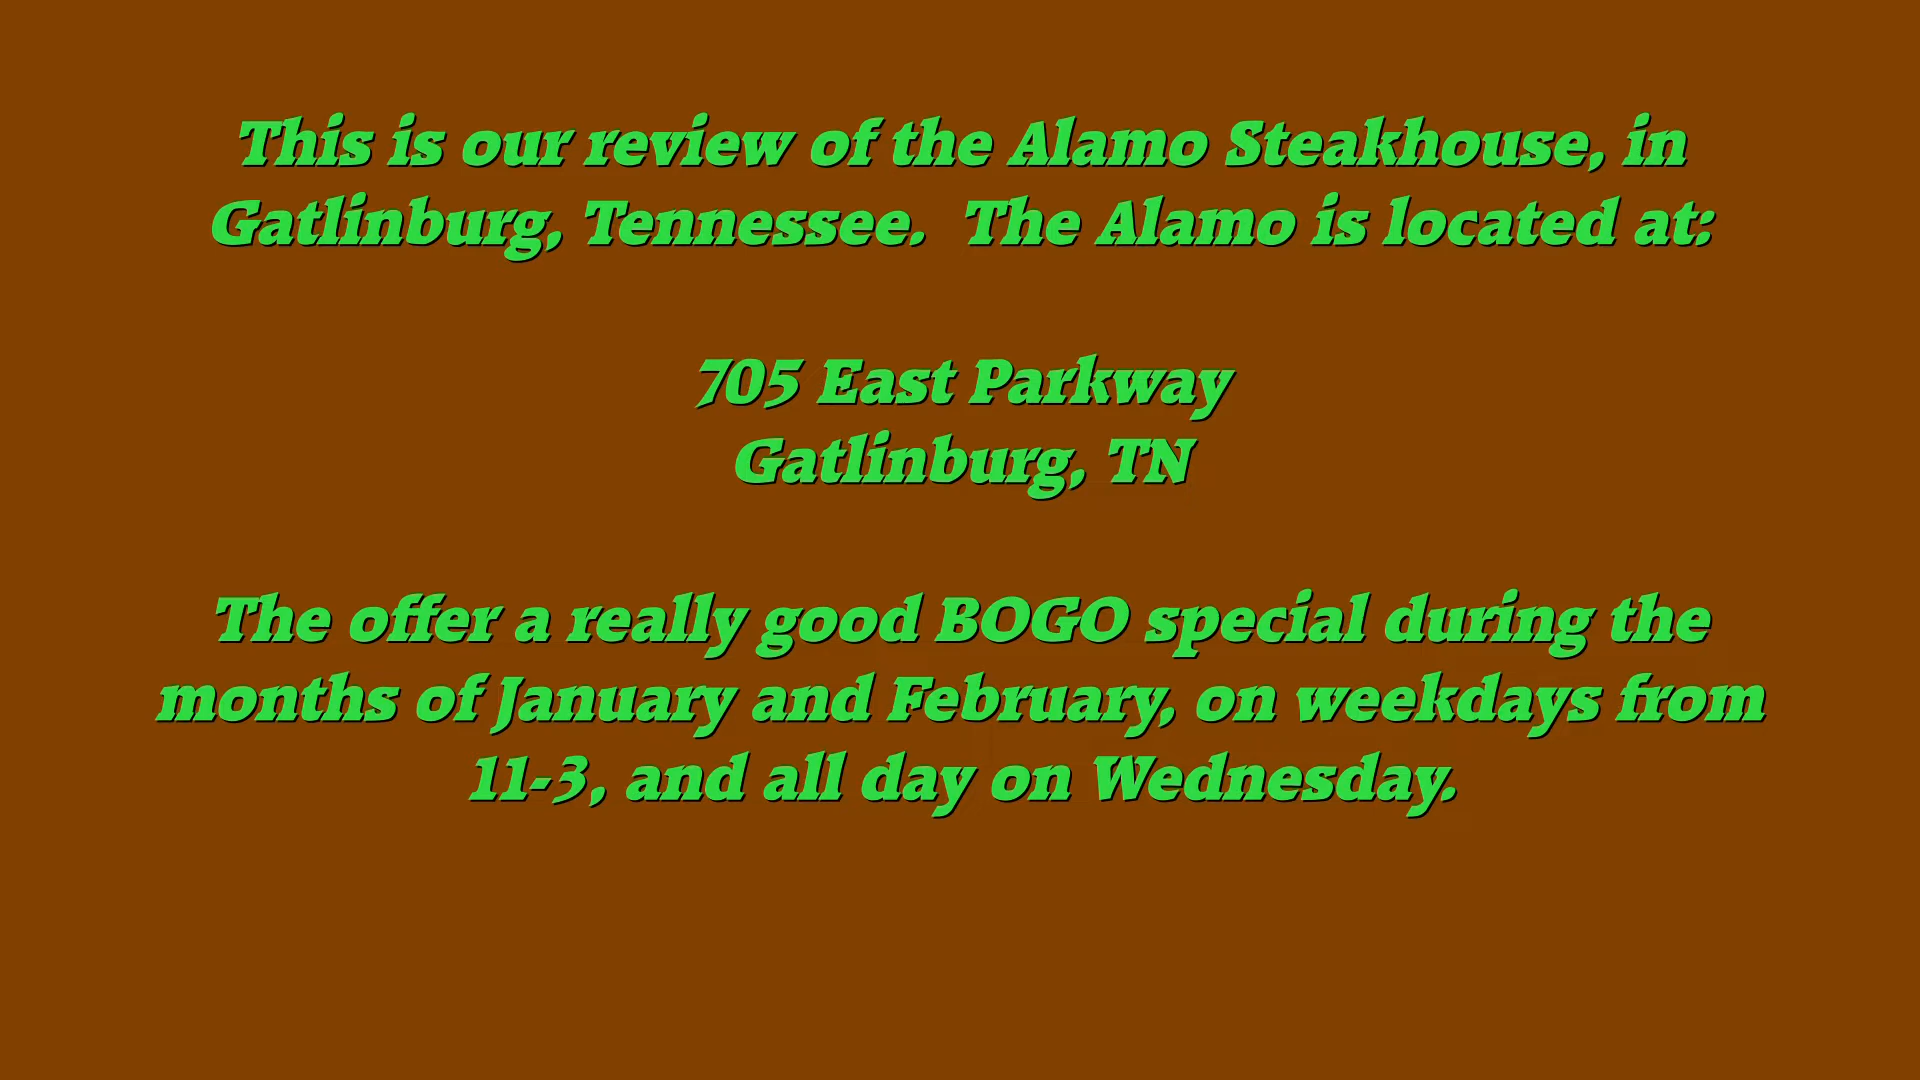 This is our review of the Alamo Steakhouse, in
Gatlinburg, Tennessee.  The Alamo is located at:
705 East Parkway
Gatlinburg, TN
The offer a really good BOGO special during the
months of January and February, on weekdays from
11-3, and all day on Wednesday.